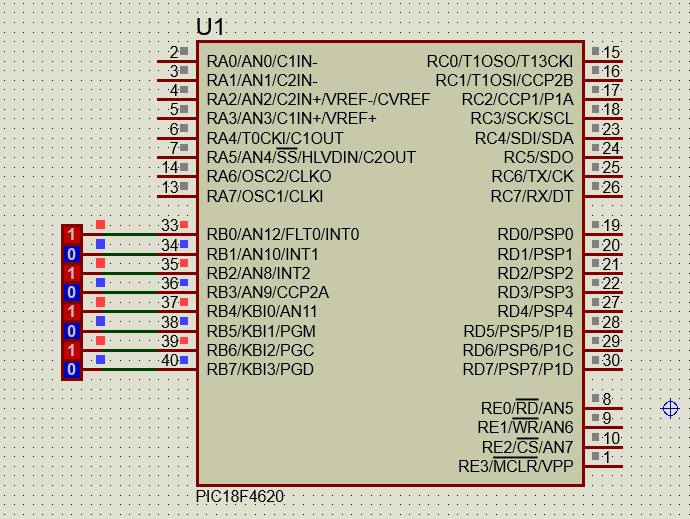 U1
2 RA0/AN0/C1IN- RC0/T1OSO/T13CKI 15
3 RA1/AN1/C2IN- RC1/T1OSI/CCP2B 16
4 RA2/AN2/C2IN+/VREF-/CVREF RC2/CCP1/P1A 17
5 RA3/AN3/C1IN+/VREF+ RC3/SCK/SCL 18
6 RA4/T0CKI/C1OUT RC4/SDI/SDA 23
7 RA5/AN4/SS/HLVDIN/C2OUT RC5/SDO 24
14 RA6/OSC2/CLKO RC6/TX/CK 25
13 RA7/OSC1/CLKI RC7/RX/DT 26
1 33 RB0/AN12/FLT0/INT0 RD0/PSP0 19
0 34 RB1/AN10/INT1 RD1/PSP1 20
1 35 RB2/AN8/INT2 RD2/PSP2 21
0 36 RB3/AN9/CCP2A RD3/PSP3 22
1 37 RB4/KBI0/AN11 RD4/PSP4 27
0 38 RB5/KBI1/PGM RD5/PSP5/P1B 28
1 39 RB6/KBI2/PGC RD6/PSP6/P1C 29
0 40 RB7/KBI3/PGD RD7/PSP7/P1D 30
RE0/RD/AN5 8
RE1/WR/AN6 9
RE2/CS/AN7 10
RE3/MCLR/VPP 1
PIC18F4620